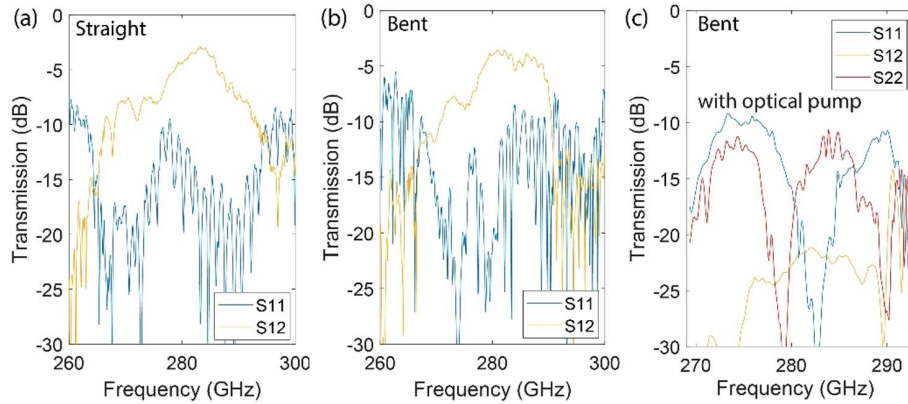 (a)
Straight
0
-5
-10
-15
-20
-25
-30
Transmission (dB)
260
280
300
Frequency (GHz)
S11
S12
(b)
Bent
0
-5
-10
-15
-20
-25
-30
Transmission (dB)
260
280
300
Frequency (GHz)
S11
S12
(c)
Bent
0
-5
-10
-15
-20
-25
-30
Transmission (dB)
270
280
290
Frequency (GHz)
S11
S12
S22
with optical pump